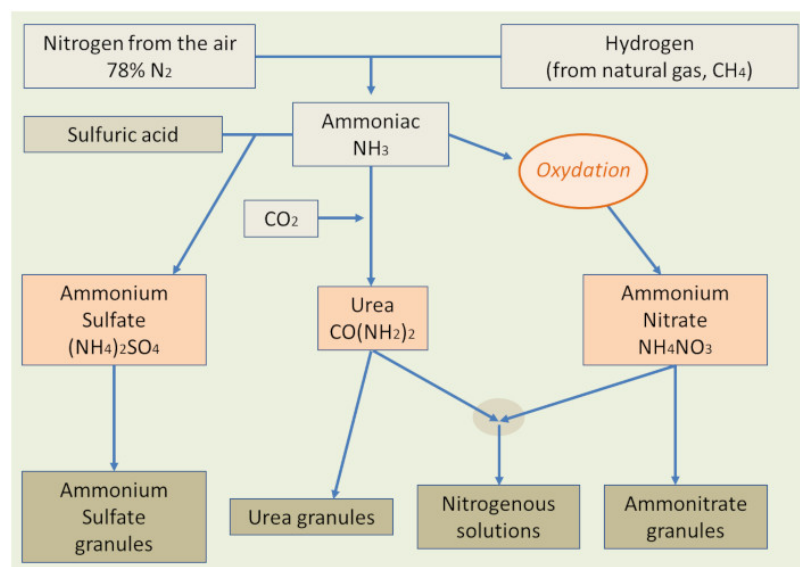 Nitrogen from the air
78% N2
Hydrogen
(from natural gas, CH4)
Sulfuric acid
Ammoniac
NH3
Oxydation
CO2
Ammonium
Sulfate
(NH4)2SO4
Urea
CO(NH2)2
Ammonium
Nitrate
NH4NO3
Ammonium
Sulfate
granules
Urea granules
Nitrogenous
solutions
Ammonitrate
granules